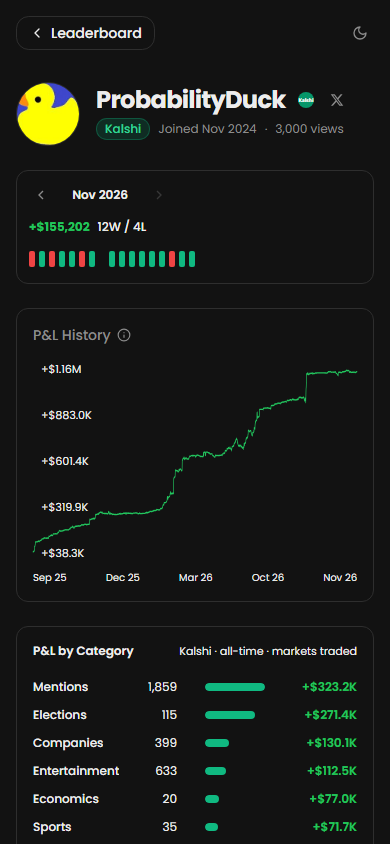 Leaderboard
ProbabilityDuck Kalshi
Kalshi Joined Nov 2024 · 3,000 views
Nov 2026
+$155,202 12W / 4L
P&L History
+$1.16M
+$883.0K
+$601.4K
+$319.9K
+$38.3K
Sep 25 Dec 25 Mar 26 Oct 26 Nov 26
P&L by Category Kalshi · all-time · markets traded
Mentions 1,859 +$323.2K
Elections 115 +$271.4K
Companies 399 +$130.1K
Entertainment 633 +$112.5K
Economics 20 +$77.0K
Sports 35 +$71.7K